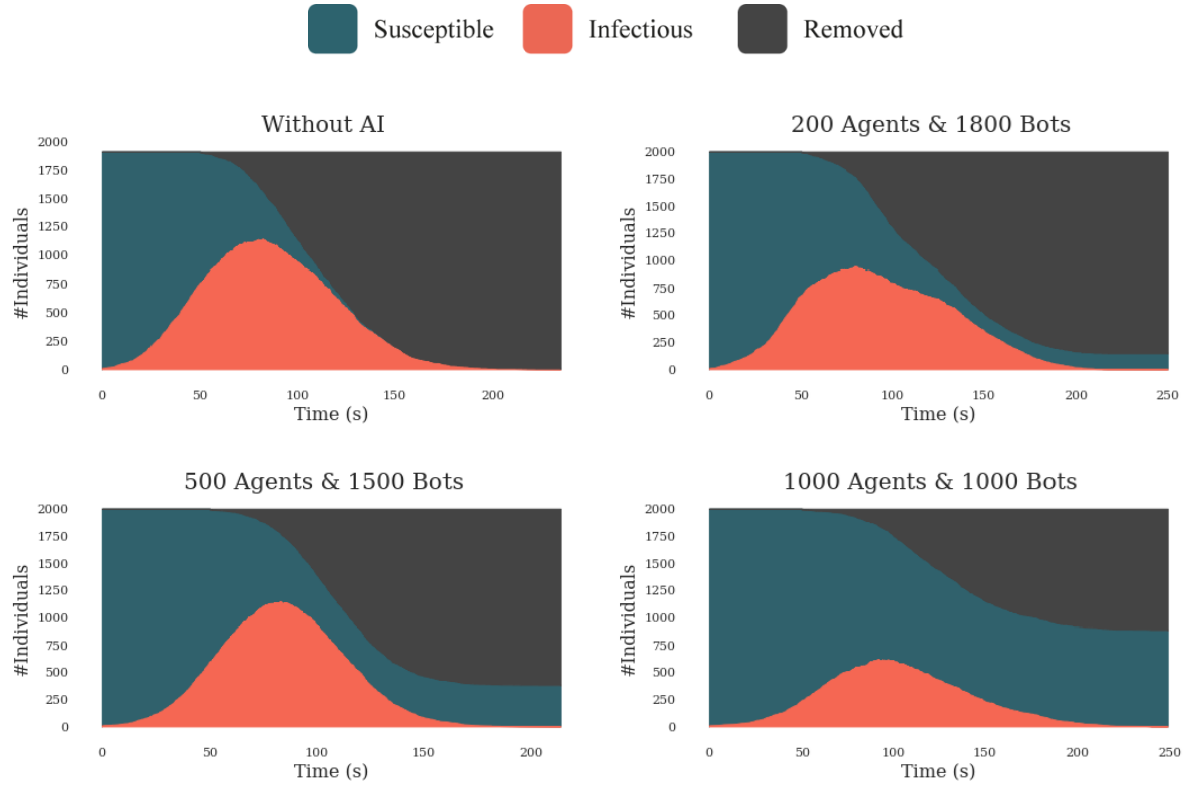 Susceptible Infectious Removed
Without AI
#Individuals
2000
1750
1500
1250
1000
750
500
250
0
0 50 100 150 200
Time (s)
200 Agents & 1800 Bots
#Individuals
2000
1750
1500
1250
1000
750
500
250
0
0 50 100 150 200 250
Time (s)
500 Agents & 1500 Bots
#Individuals
2000
1750
1500
1250
1000
750
500
250
0
0 50 100 150 200
Time (s)
1000 Agents & 1000 Bots
#Individuals
2000
1750
1500
1250
1000
750
500
250
0
0 50 100 150 200 250
Time (s)